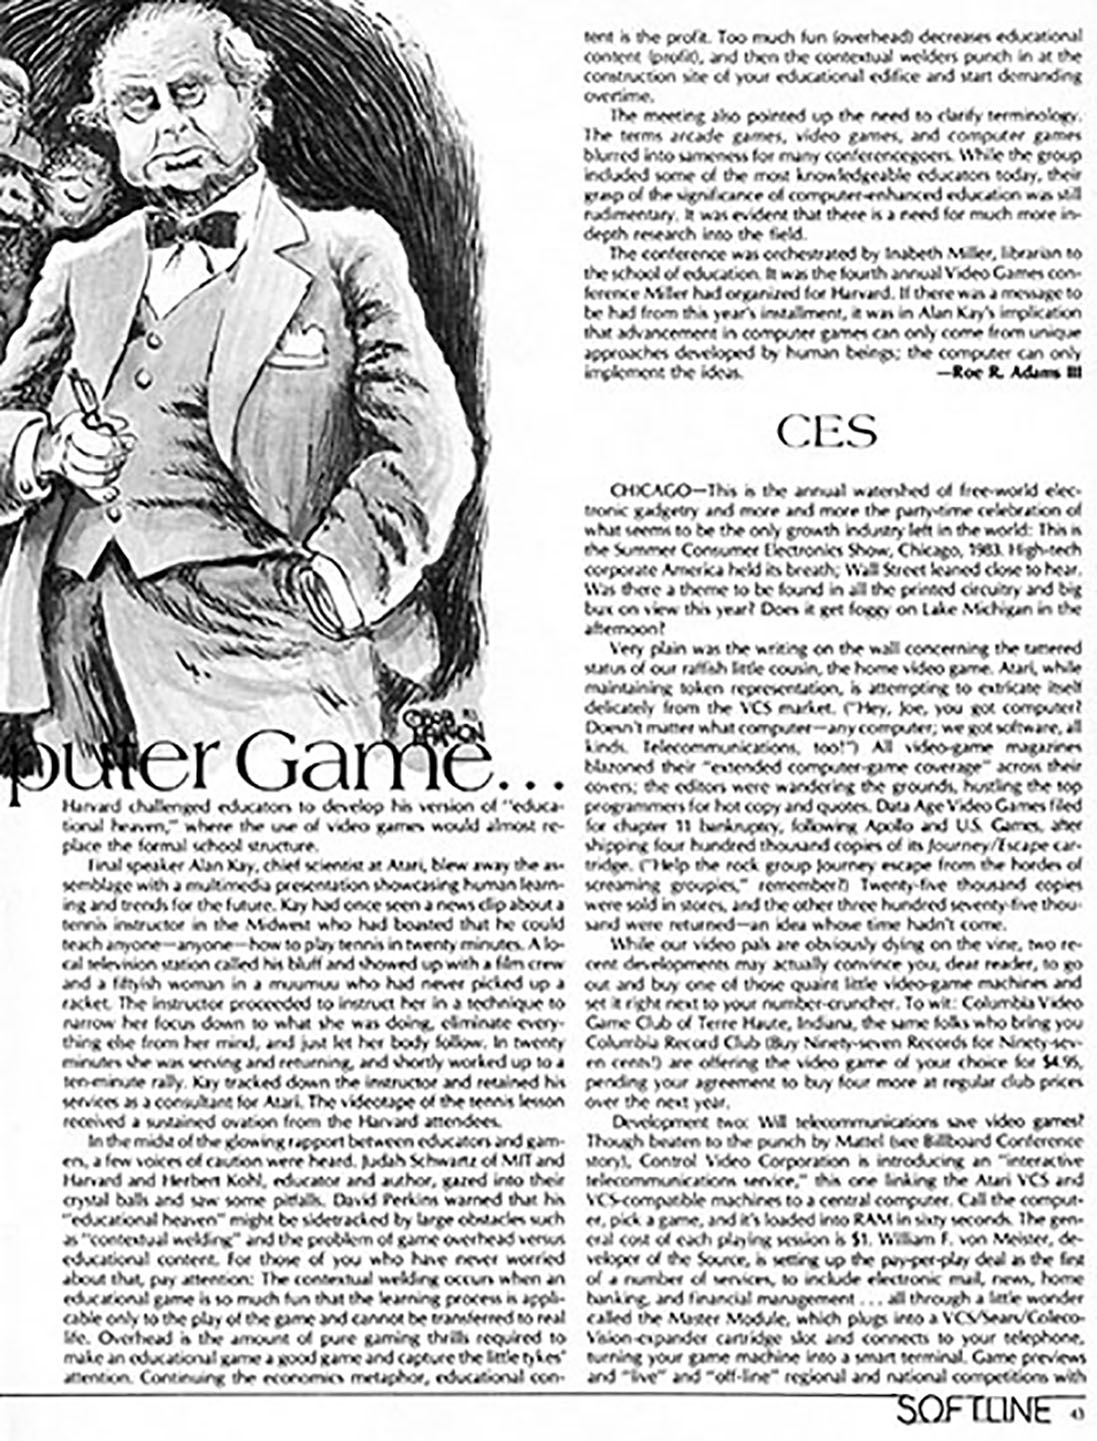 puter Game...
Harvard challenged educators to develop his version of "educa-
tional heaven," where the use of video games would almost re-
place the formal school structure.
Final speaker Alan Kay, chief scientist at Atari, blew away the as-
semblage with a multimedia presentation showcasing human learn-
ing and trends for the future. Kay had once seen a news clip about a
tennis instructor in the Midwest who had boasted that he could
teach anyone—anyone—how to play tennis in twenty minutes. A lo-
cal television station called his bluff and showed up with a film crew
and a fiftyish woman in a muumuu who had never picked up a
racket. The instructor proceeded to instruct her in a technique to
narrow her focus down to what she was doing, eliminate every-
thing else from her mind, and just let her body follow. In twenty
minutes she was serving and returning, and shortly worked up to a
ten-minute rally. Kay tracked down the instructor and retained his
services as a consultant for Atari. The videotape of the tennis lesson
received a sustained ovation from the Harvard attendees.
In the midst of the glowing rapport between educators and gam-
ers, a few voices of caution were heard. Judah Schwartz of MIT and
Harvard and Herbert Kohl, educator and author, gazed into their
crystal balls and saw some pitfalls. David Perkins warned that his
"educational heaven" might be sidetracked by large obstacles such
as "contextual welding" and the problem of game overhead versus
educational content. For those of you who have never worried
about that, pay attention: The contextual welding occurs when an
educational game is so much fun that the learning process is appli-
cable only to the play of the game and cannot be transferred to real
life. Overhead is the amount of pure gaming thrills required to
make an educational game a good game and capture the little tykes'
attention. Continuing the economics metaphor, educational con-
tent is the profit. Too much fun (overhead) decreases educational
content (profit), and then the contextual welders punch in at the
construction site of your educational edifice and start demanding
overtime.
The meeting also pointed up the need to clarify terminology.
The terms arcade games, video games, and computer games
blurred into sameness for many conferencegoers. While the group
included some of the most knowledgeable educators today, their
grasp of the significance of computer-enhanced education was still
rudimentary. It was evident that there is a need for much more in-
depth research into the field.
The conference was orchestrated by Inabeth Miller, librarian to
the school of education. It was the fourth annual Video Games con-
ference Miller had organized for Harvard. If there was a message to
be had from this year's installment, it was in Alan Kay's implication
that advancement in computer games can only come from unique
approaches developed by human beings; the computer can only
implement the ideas. —Roe R. Adams III
CES
CHICAGO—This is the annual watershed of free-world elec-
tronic gadgetry and more and more the party-time celebration of
what seems to be the only growth industry left in the world: This is
the Summer Consumer Electronics Show, Chicago, 1983. High-tech
corporate America held its breath; Wall Street leaned close to hear.
Was there a theme to be found in all the printed circuitry and big
bux on view this year? Does it get foggy on Lake Michigan in the
afternoon?
Very plain was the writing on the wall concerning the tattered
status of our raffish little cousin, the home video game. Atari, while
maintaining token representation, is attempting to extricate itself
delicately from the VCS market. ("Hey, Joe, you got computer?
Doesn't matter what computer—any computer; we got software, all
kinds. Telecommunications, too!") All video-game magazines
blazoned their "extended computer-game coverage" across their
covers; the editors were wandering the grounds, hustling the top
programmers for hot copy and quotes. Data Age Video Games filed
for chapter 11 bankruptcy, following Apollo and U.S. Games, after
shipping four hundred thousand copies of its Journey/Escape car-
tridge. ("Help the rock group Journey escape from the hordes of
screaming groupies," remember?) Twenty-five thousand copies
were sold in stores, and the other three hundred seventy-five thou-
sand were returned—an idea whose time hadn't come.
While our video pals are obviously dying on the vine, two re-
cent developments may actually convince you, dear reader, to go
out and buy one of those quaint little video-game machines and
set it right next to your number-cruncher. To wit: Columbia Video
Game Club of Terre Haute, Indiana, the same folks who bring you
Columbia Record Club (Buy Ninety-seven Records for Ninety-sev-
en cents!) are offering the video game of your choice for $4.95,
pending your agreement to buy four more at regular club prices
over the next year.
Development two: Will telecommunications save video games?
Though beaten to the punch by Mattel (see Billboard Conference
story), Control Video Corporation is introducing an "interactive
telecommunications service," this one linking the Atari VCS and
VCS-compatible machines to a central computer. Call the comput-
er, pick a game, and it's loaded into RAM in sixty seconds. The gen-
eral cost of each playing session is $1. William F. von Meister, de-
veloper of the Source, is setting up the pay-per-play deal as the first
of a number of services, to include electronic mail, news, home
banking, and financial management . . . all through a little wonder
called the Master Module, which plugs into a VCS/Sears/Coleco-
Vision-expander cartridge slot and connects to your telephone,
turning your game machine into a smart terminal. Game previews
and "live" and "off-line" regional and national competitions with
SOFTLINE 43